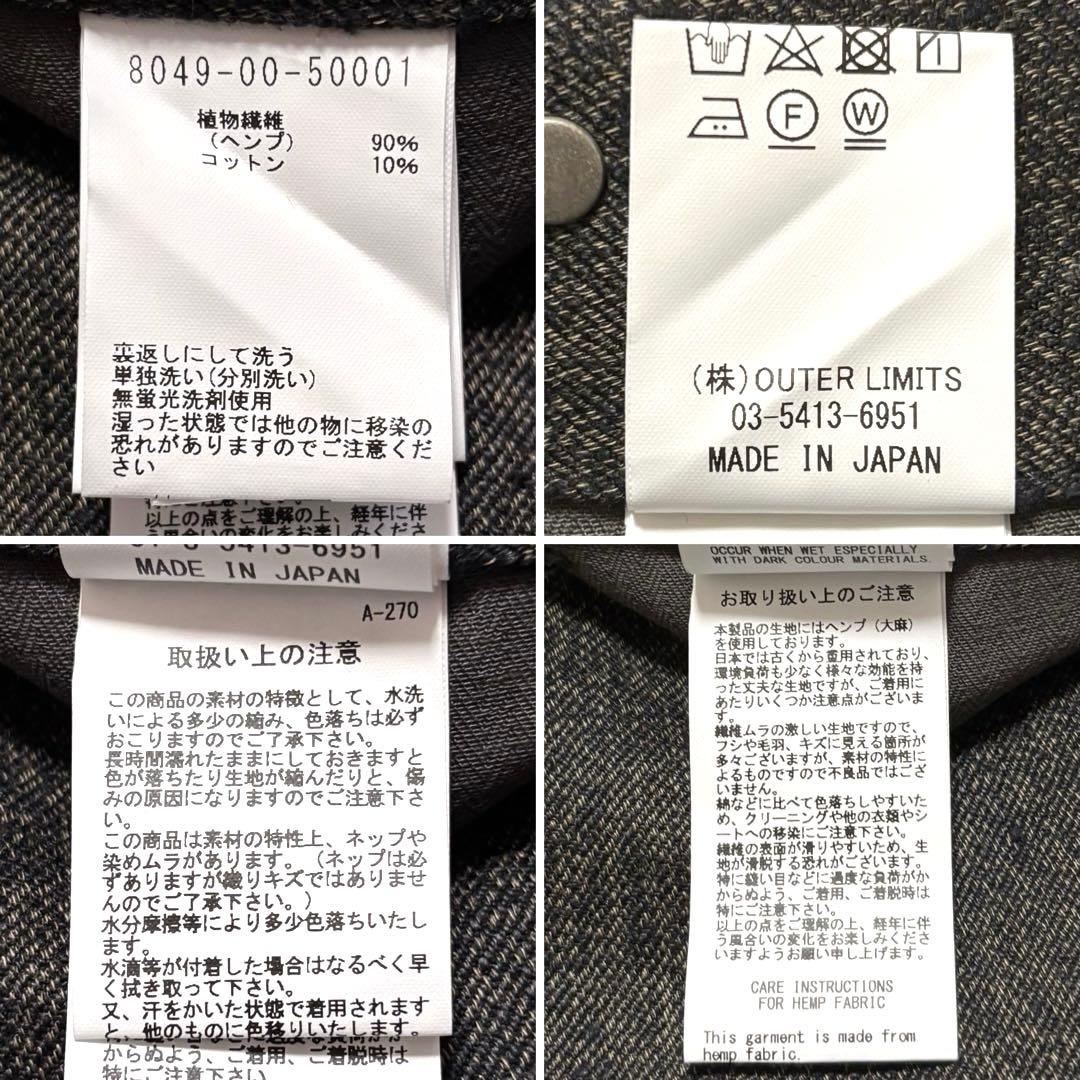 8049-00-50001
植物繊維
(ヘンプ) 90%
コットン 10%
裏返しにして洗う
単独洗い(分別洗い)
無蛍光洗剤使用
湿った状態では他の物に移染の
恐れがありますのでご注意くだ
さい
以上の点をご理解の上、経年に伴
う風合いの変化をお楽しみくださ
F
W
(株)OUTER LIMITS
03-5413-6951
MADE IN JAPAN
5413-6951
MADE IN JAPAN
A-270
取扱い上の注意
この商品の素材の特徴として、水洗
いによる多少の縮み、色落ちは必ず
おこりますのでご了承下さい。
長時間濡れたままにしておきますと
色が落ちたり生地が縮んだりと、傷
みの原因になりますのでご注意下さ
い。
この商品は素材の特性上、ネップや
染めムラがあります。(ネップは必
ずありますが織りキズではありませ
んのでご了承下さい。)
水分摩擦等により多少色落ちいたし
ます。
水滴等が付着した場合はなるべく早
く拭き取って下さい。
又、汗をかいた状態で着用されます
と、他のものに色移りいたします。
からぬよう、ご着用、ご着脱時は
特にご注意下さい
OCCUR WHEN WET ESPECIALLY
WITH DARK COLOUR MATERIALS.
お取り扱い上のご注意
本製品の生地にはヘンプ(大麻)
を使用しております。
日本では古くから重用されており、
環境負荷も少なく様々な効能を持
った丈夫な生地ですが、ご着用に
あたりいくつか注意点がございま
す。
繊維ムラの激しい生地ですので、
フシや毛羽、キズに見える箇所が
多々ございますが、素材の特性に
よるものですので不良品ではござ
いません。
綿などに比べて色落ちしやすいた
め、クリーニングや他の衣類やシ
ートへの移染にご注意下さい。
繊維の表面が滑りやすいため、生
地が滑脱する恐れがございます。
特に縫い目などに過度な負荷がか
からぬよう、ご着用、ご着脱時は
特にご注意下さい。
以上の点をご理解の上、経年に伴
う風合いの変化をお楽しみくださ
いますようお願い申し上げます。
CARE INSTRUCTIONS
FOR HEMP FABRIC
This garment is made from
hemp fabric.